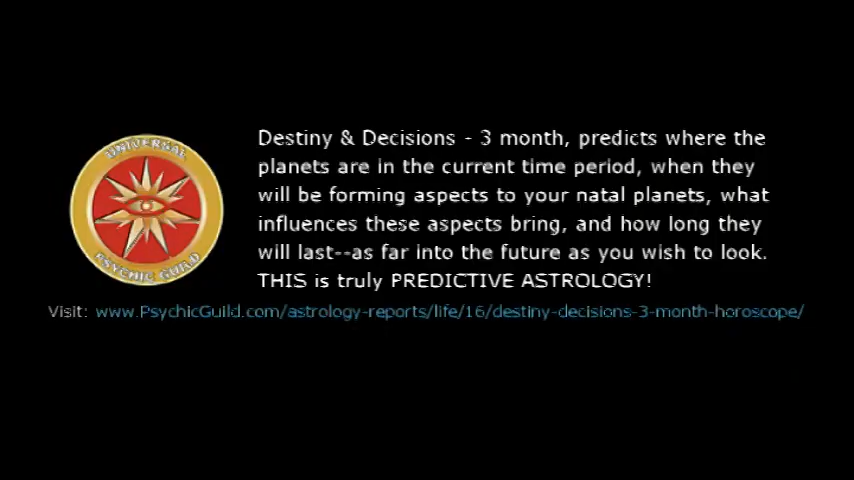 UNIVERSAL
PSYCHIC GUILD
Destiny & Decisions - 3 month, predicts where the
planets are in the current time period, when they
will be forming aspects to your natal planets, what
influences these aspects bring, and how long they
will last--as far into the future as you wish to look.
THIS is truly PREDICTIVE ASTROLOGY!
Visit: www.PsychicGuild.com/astrology-reports/life/16/destiny-decisions-3-month-horoscope/